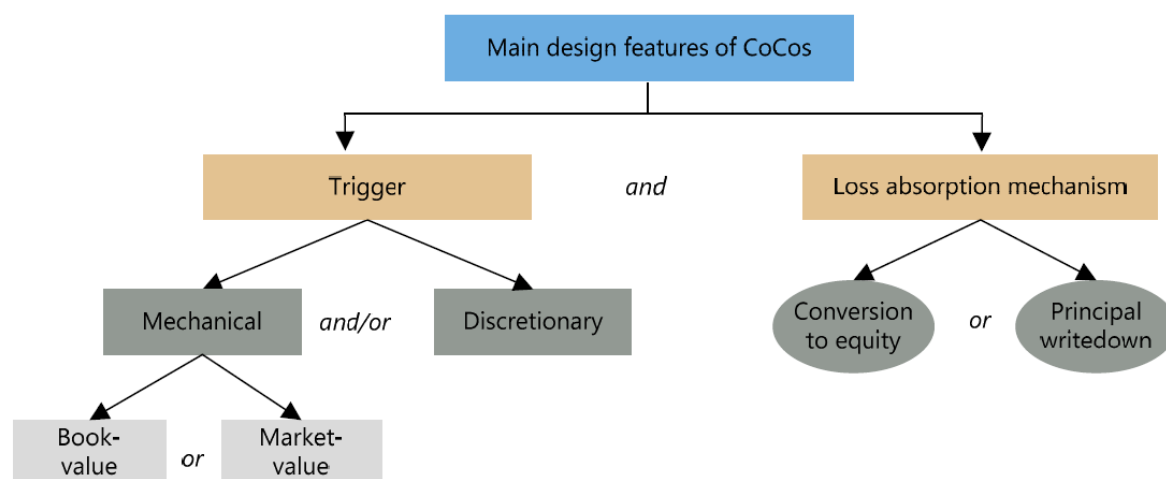 Main design features of CoCos
Trigger
and
Loss absorption mechanism
Mechanical
and/or
Discretionary
Conversion
to equity
or
Principal
writedown
Book-
value
or
Market-
value